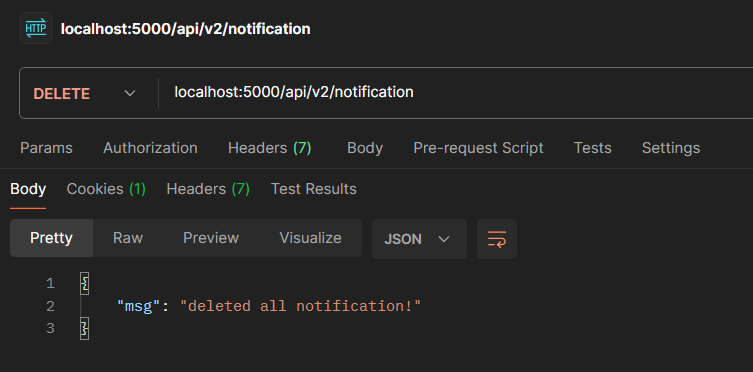 HTTP localhost:5000/api/v2/notification
DELETE localhost:5000/api/v2/notification
Params Authorization Headers (7) Body Pre-request Script Tests Settings
Body Cookies (1) Headers (7) Test Results
Pretty Raw Preview Visualize JSON
1 {
2 "msg": "deleted all notification!"
3 }